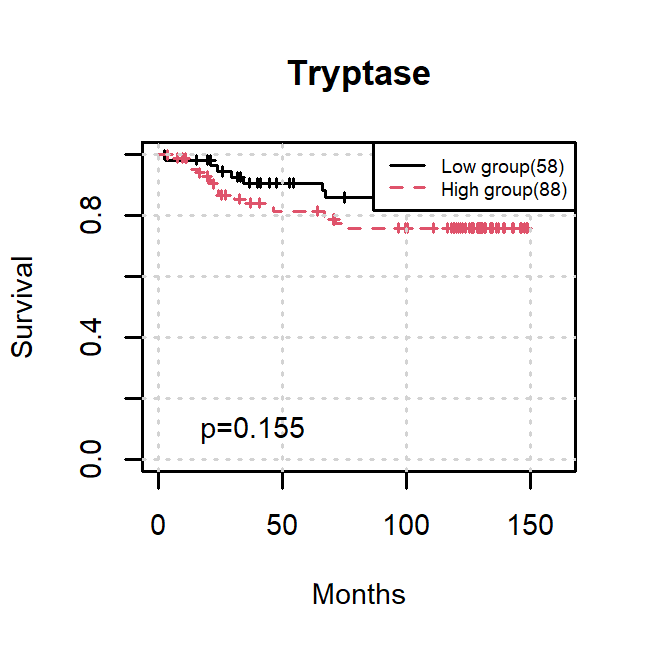 Tryptase
Low group(58)
High group(88)
Survival
0.8
0.4
0.0
p=0.155
0 50 100 150
Months